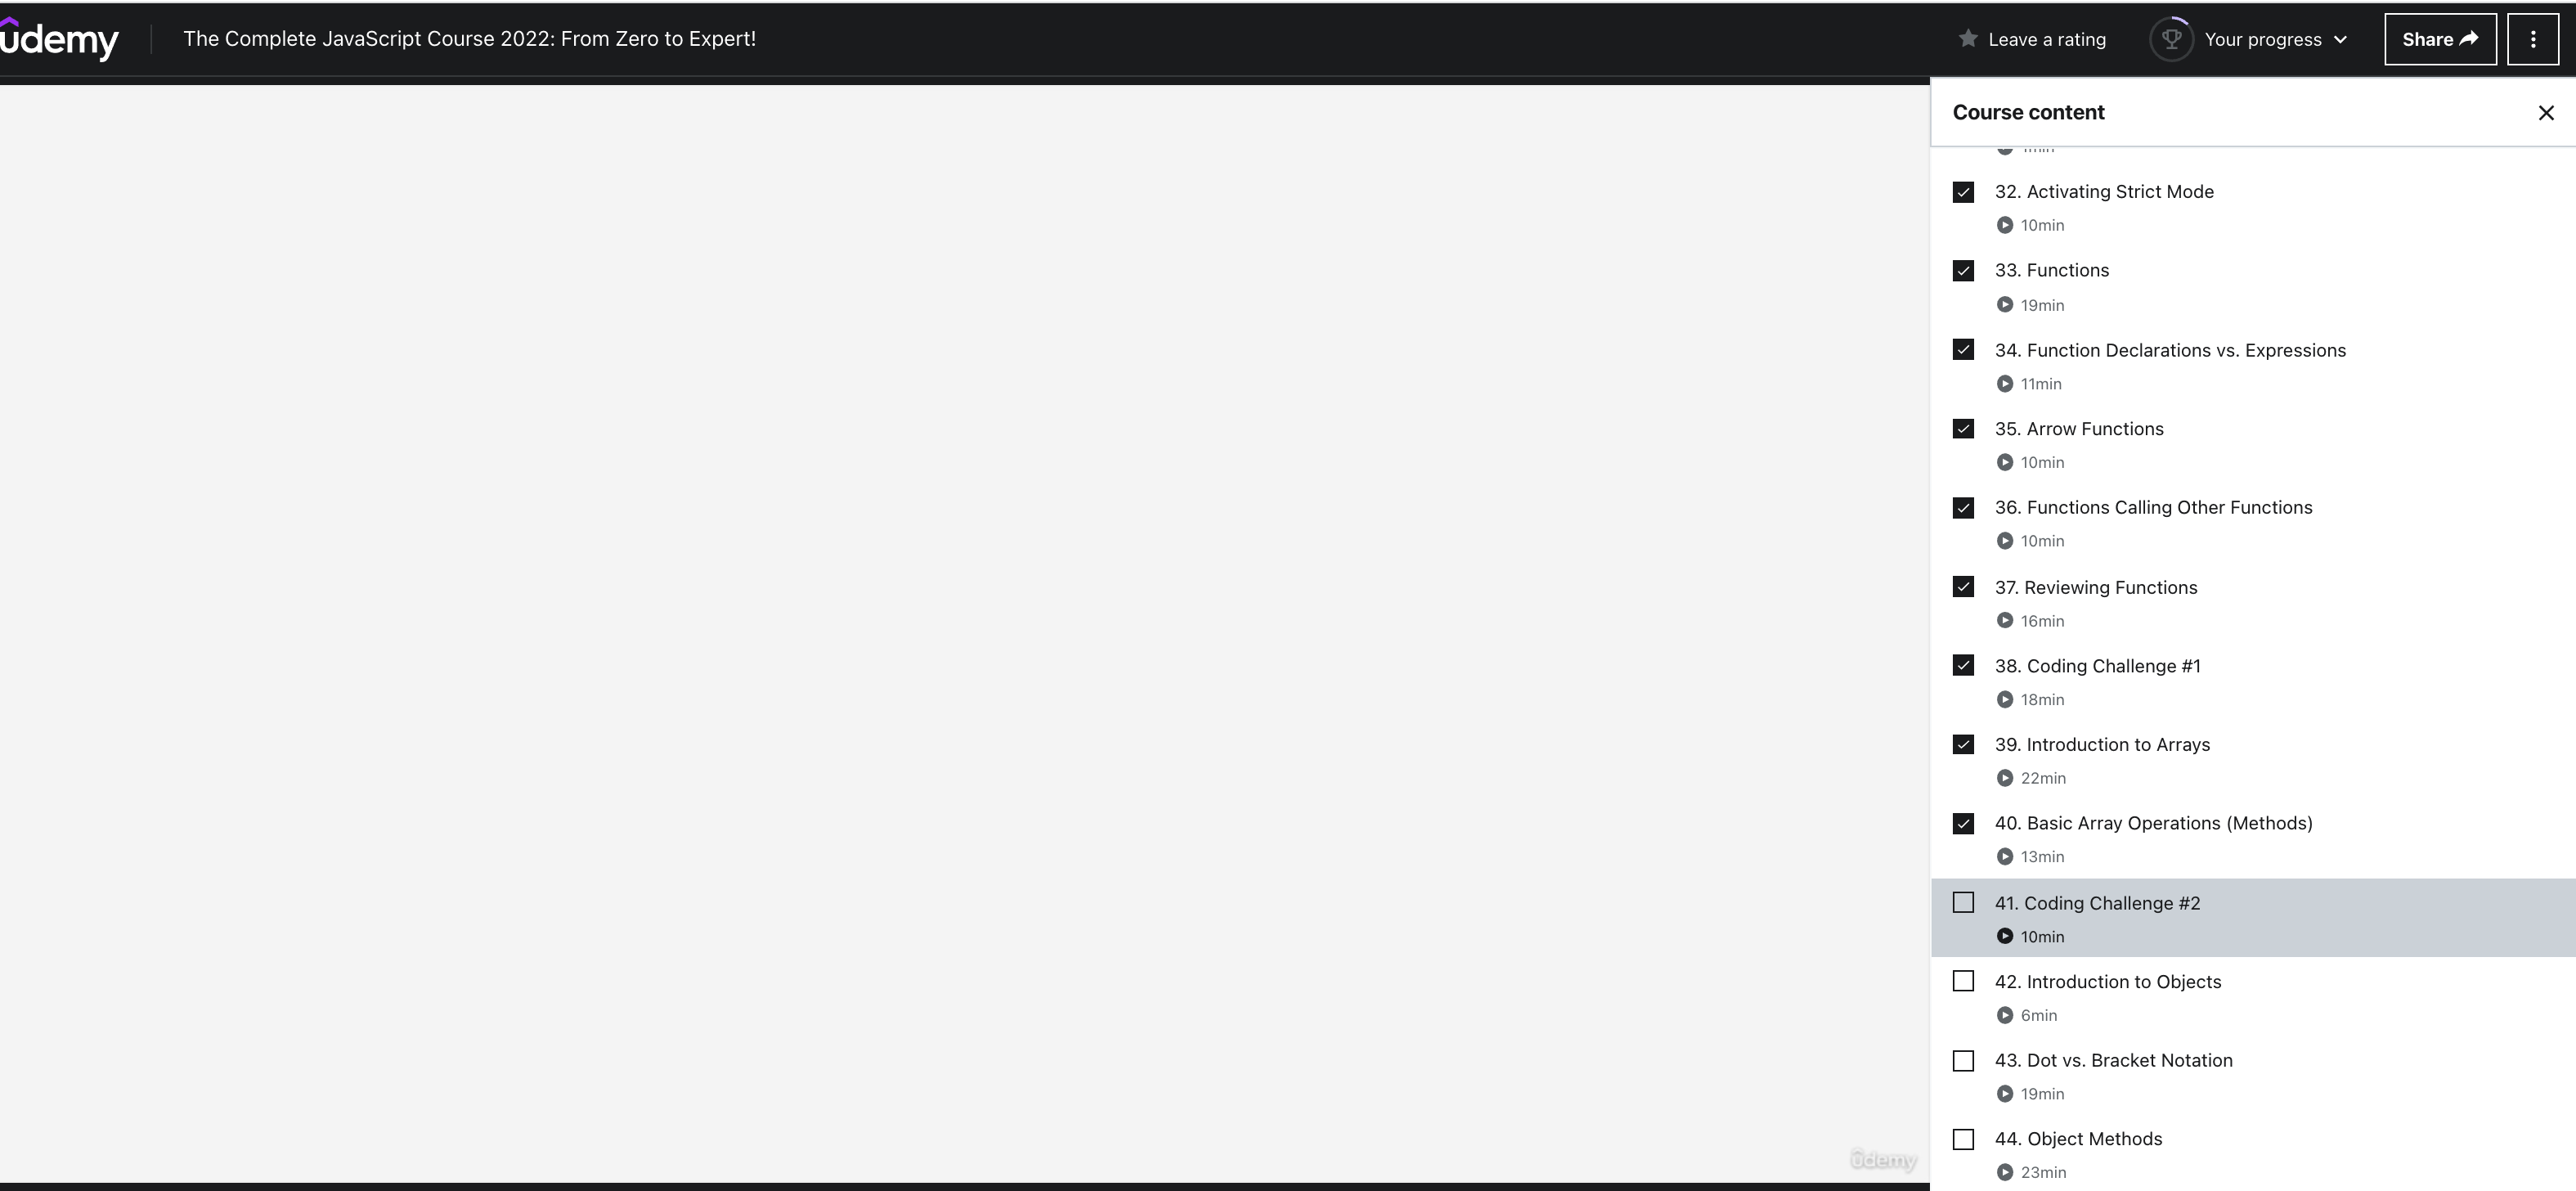 ûdemy
The Complete JavaScript Course 2022: From Zero to Expert!
Leave a rating
Your progress
Share
Course content
1min
32. Activating Strict Mode
10min
33. Functions
19min
34. Function Declarations vs. Expressions
11min
35. Arrow Functions
10min
36. Functions Calling Other Functions
10min
37. Reviewing Functions
16min
38. Coding Challenge #1
18min
39. Introduction to Arrays
22min
40. Basic Array Operations (Methods)
13min
41. Coding Challenge #2
10min
42. Introduction to Objects
6min
43. Dot vs. Bracket Notation
19min
44. Object Methods
23min
ûdemy